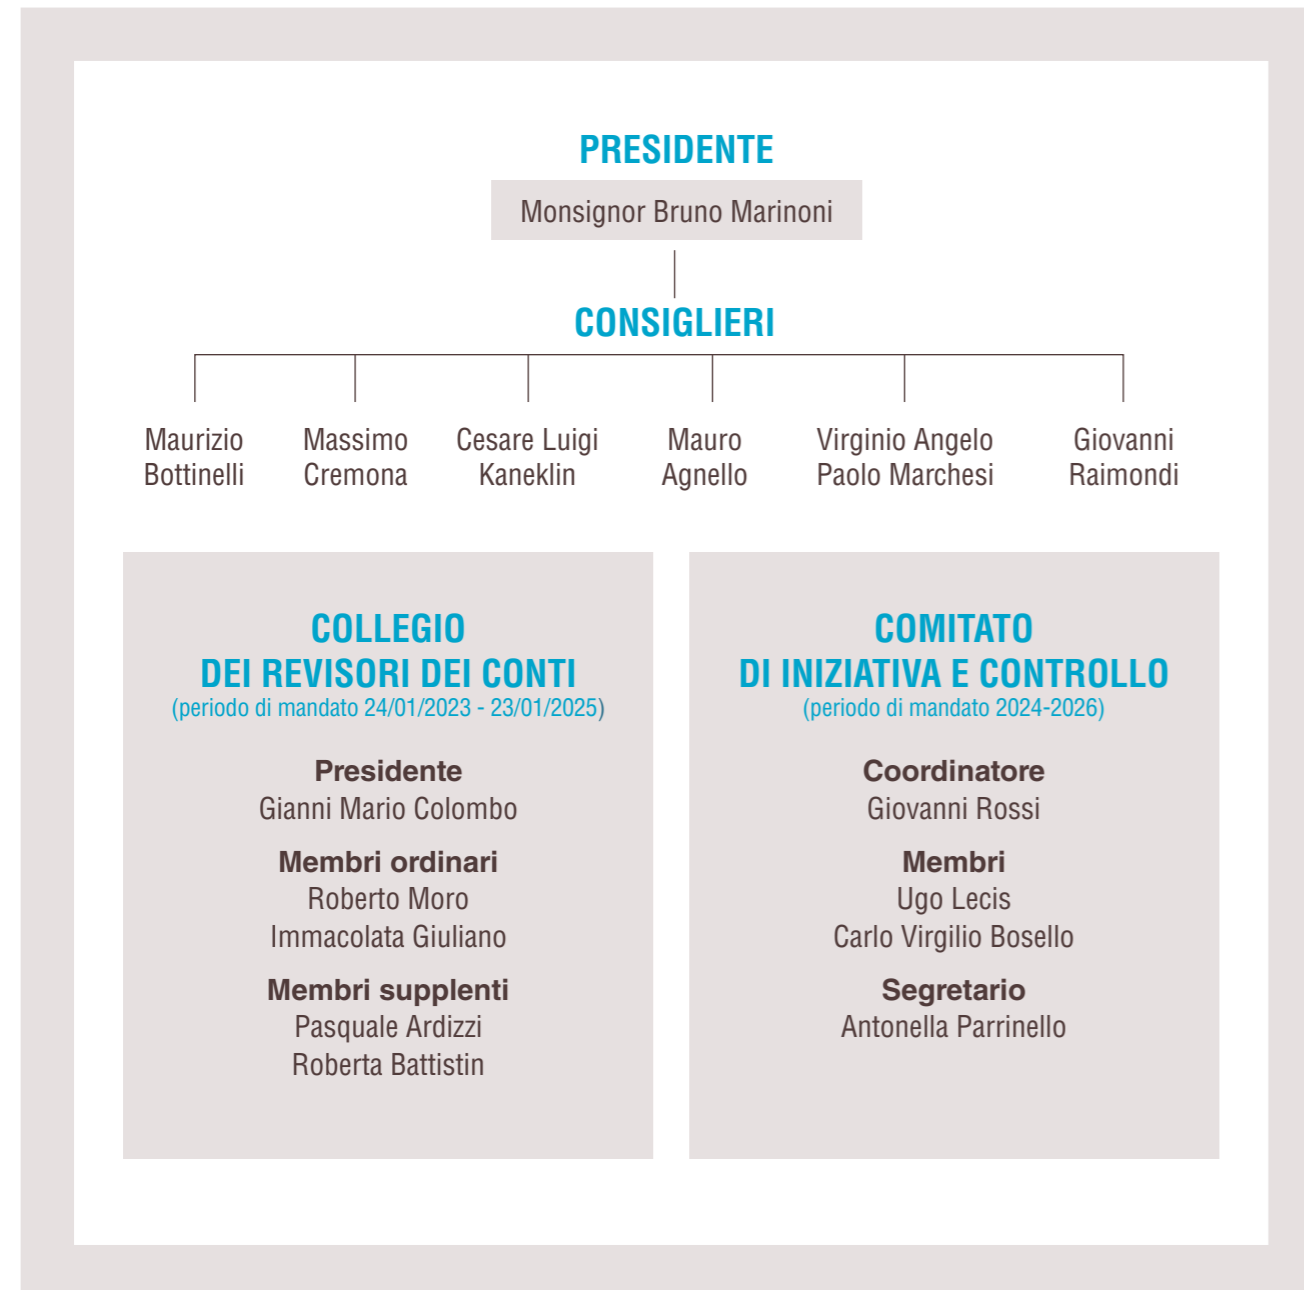 PRESIDENTE
Monsignor Bruno Marinoni
CONSIGLIERI
Maurizio
Bottinelli
Massimo
Cremona
Cesare Luigi
Kaneklin
Mauro
Agnello
Virginio Angelo
Paolo Marchesi
Giovanni
Raimondi
COLLEGIO
DEI REVISORI DEI CONTI
(periodo di mandato 24/01/2023 - 23/01/2025)
Presidente
Gianni Mario Colombo
Membri ordinari
Roberto Moro
Immacolata Giuliano
Membri supplenti
Pasquale Ardizzi
Roberta Battistin
COMITATO
DI INIZIATIVA E CONTROLLO
(periodo di mandato 2024-2026)
Coordinatore
Giovanni Rossi
Membri
Ugo Lecis
Carlo Virgilio Bosello
Segretario
Antonella Parrinello